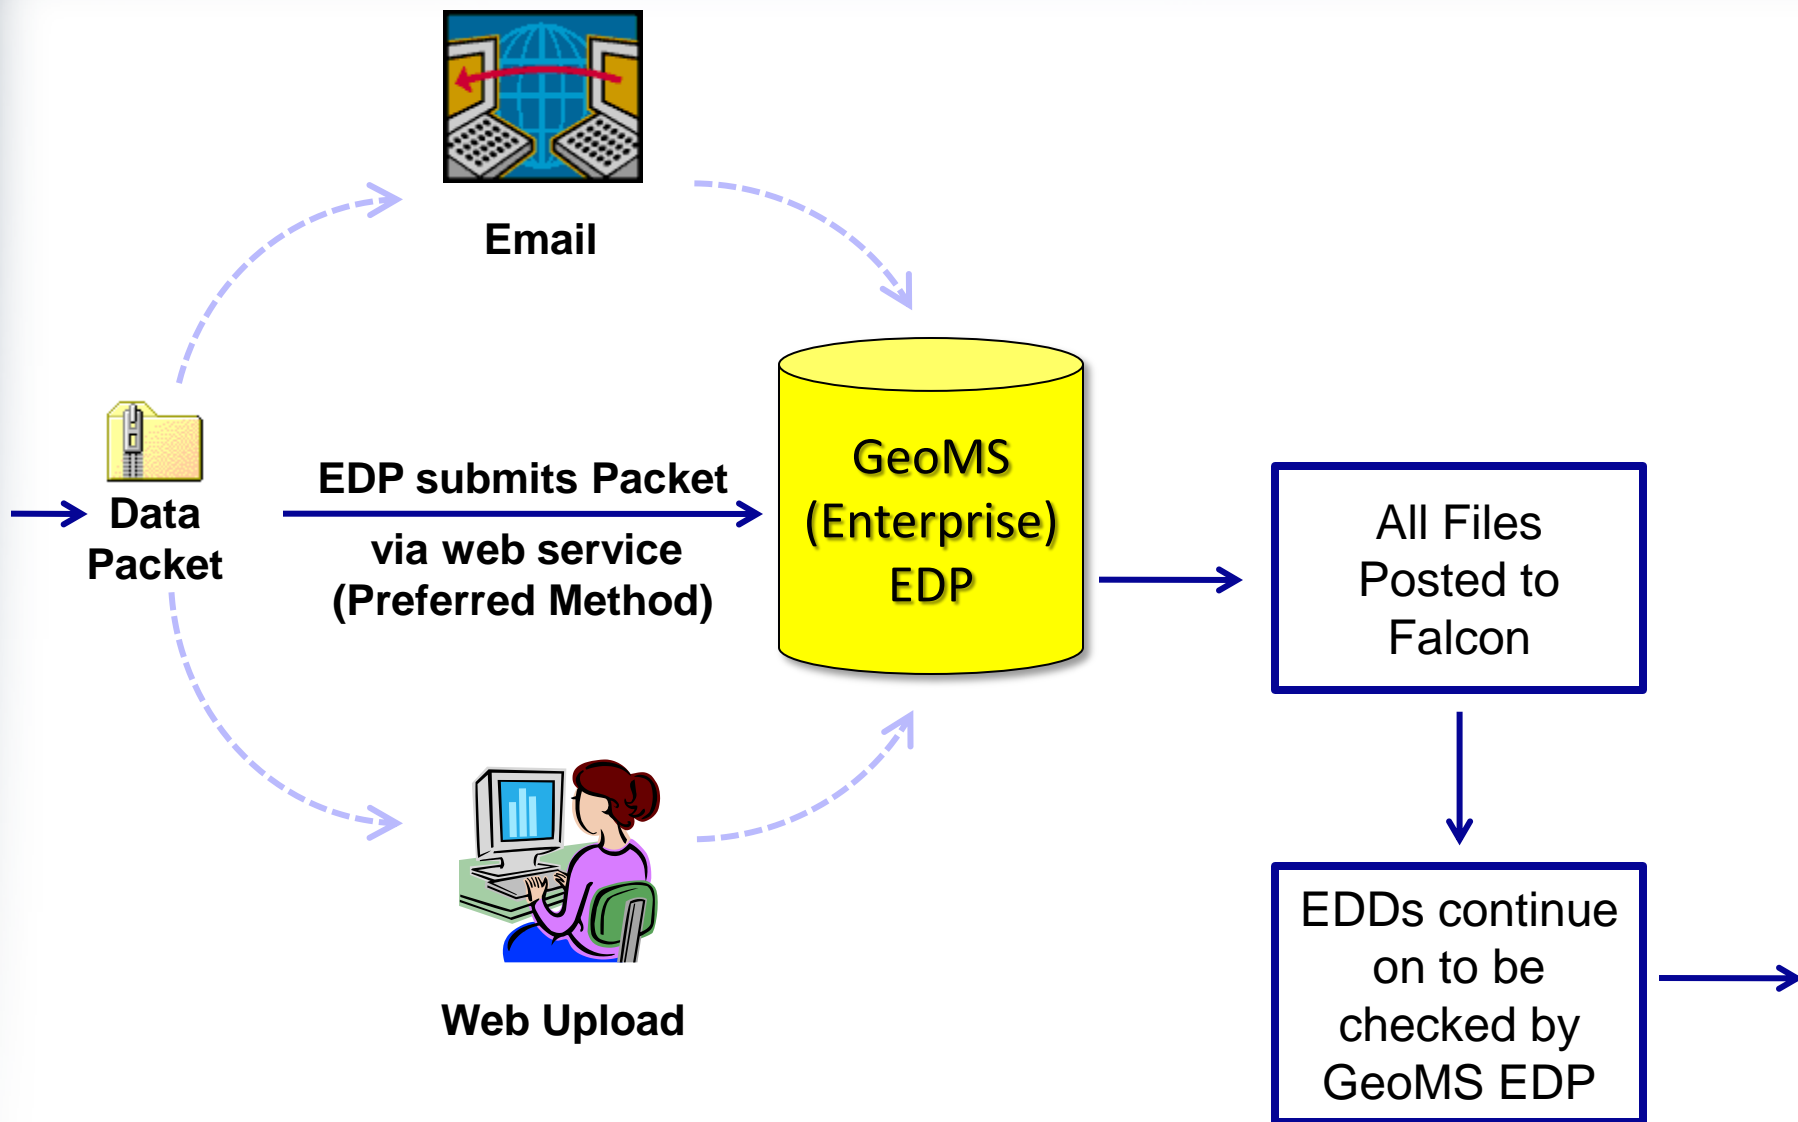 Email
Data
Packet
EDP submits Packet
via web service
(Preferred Method)
GeoMS
(Enterprise)
EDP
Web Upload
All Files
Posted to
Falcon
EDDs continue
on to be
checked by
GeoMS EDP